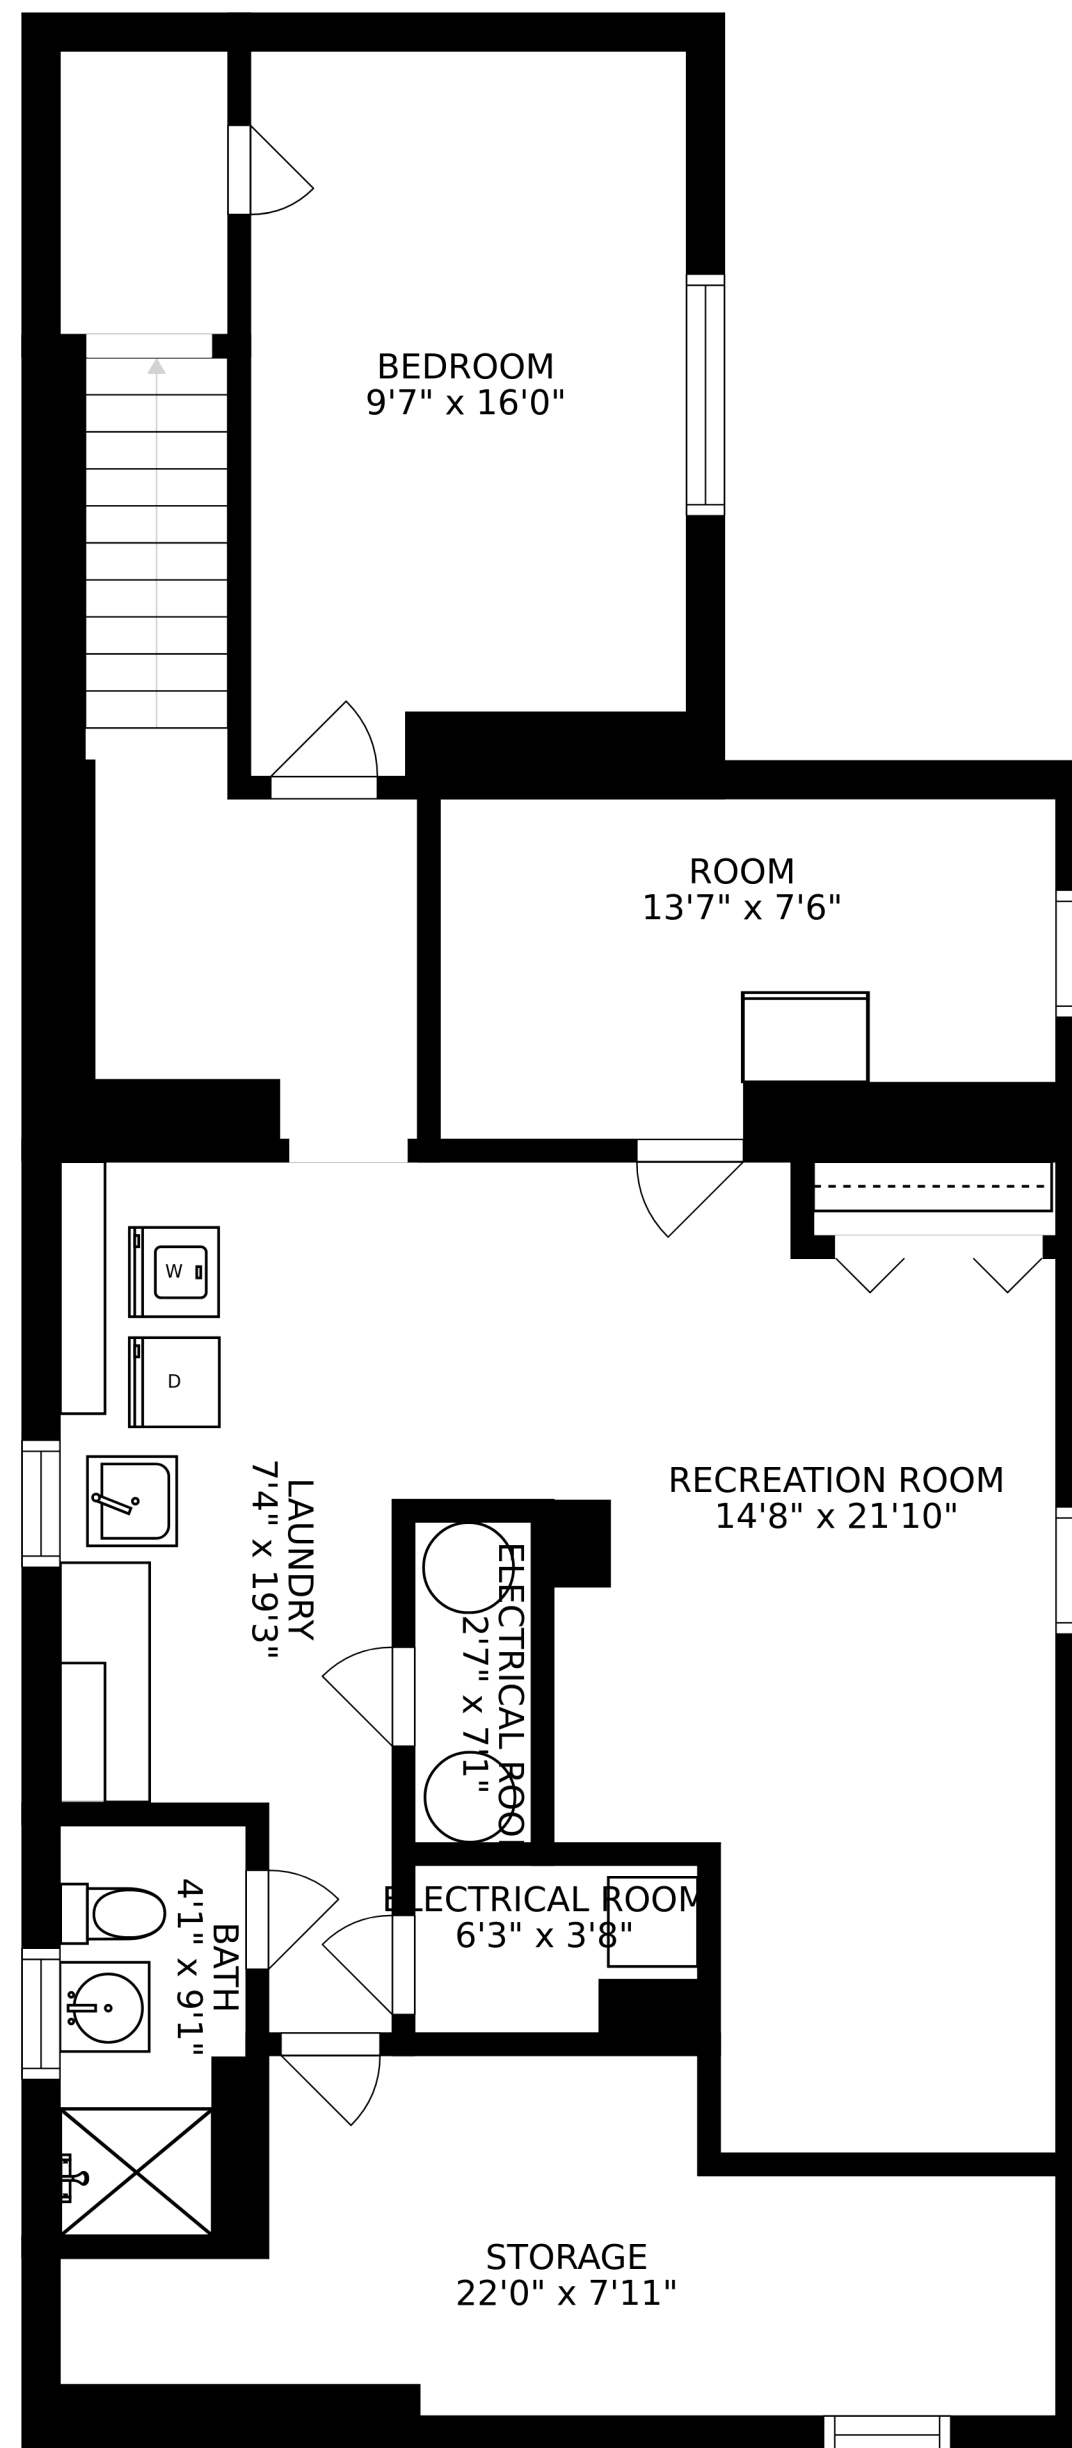 BEDROOM
9'7" x 16'0"
ROOM
13'7" x 7'6"
W
D
LAUNDRY
7'4" x 19'3"
RECREATION ROOM
14'8" x 21'10"
ELECTRICAL ROO
2'7" x 7'1"
ELECTRICAL ROOM
6'3" x 3'8"
BATH
4'1" x 9'1"
STORAGE
22'0" x 7'11"